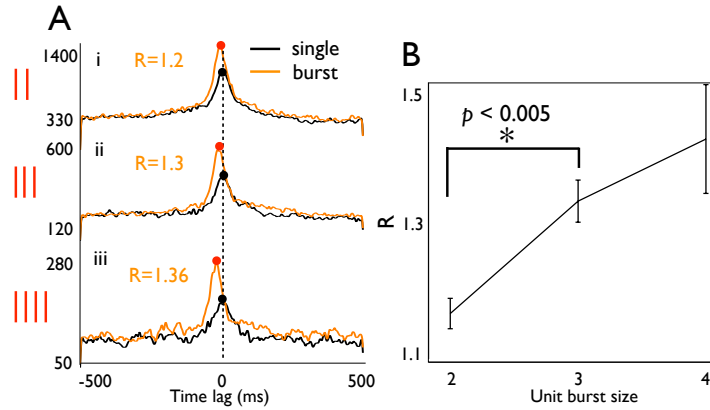 A
1400
i
R=1.2
single
burst
330
600
ii
R=1.3
120
280
iii
R=1.36
50
-500
0
500
Time lag (ms)
B
1.5
p < 0.005
*
R
1.3
1.1
2
3
4
Unit burst size